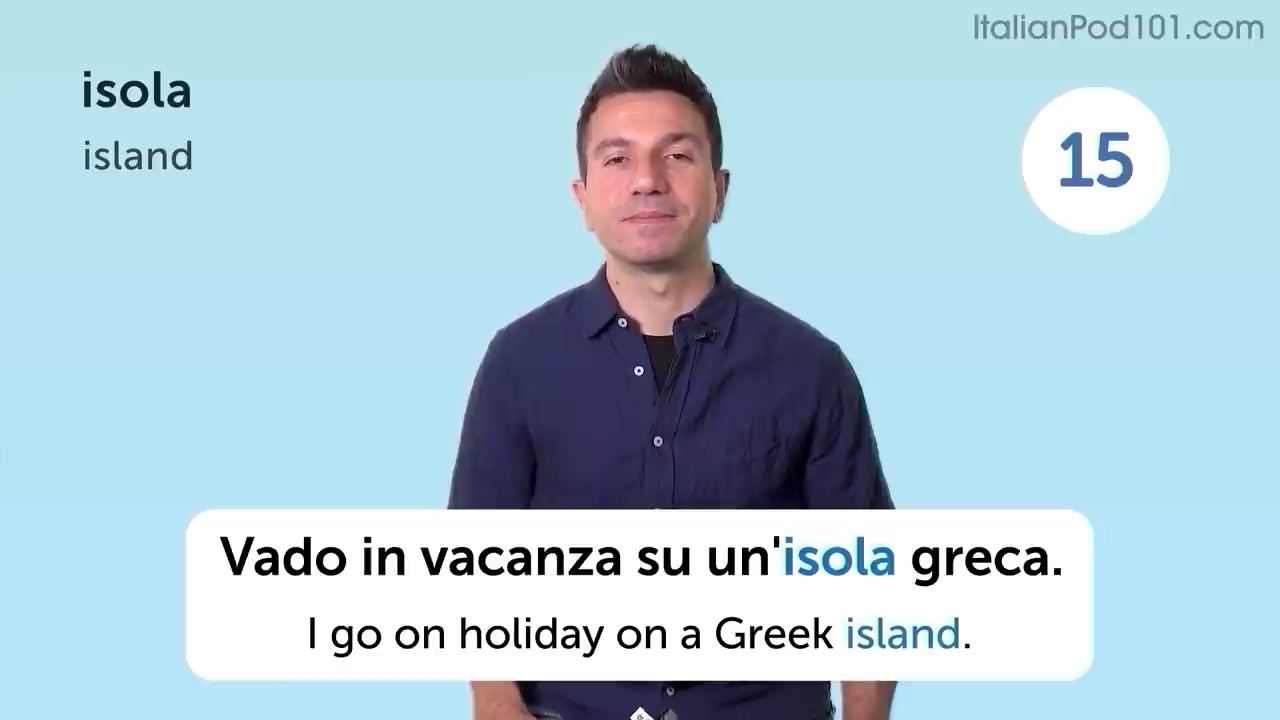 ItalianPod101.com
isola
island
15
Vado in vacanza su un'isola greca.
I go on holiday on a Greek island.